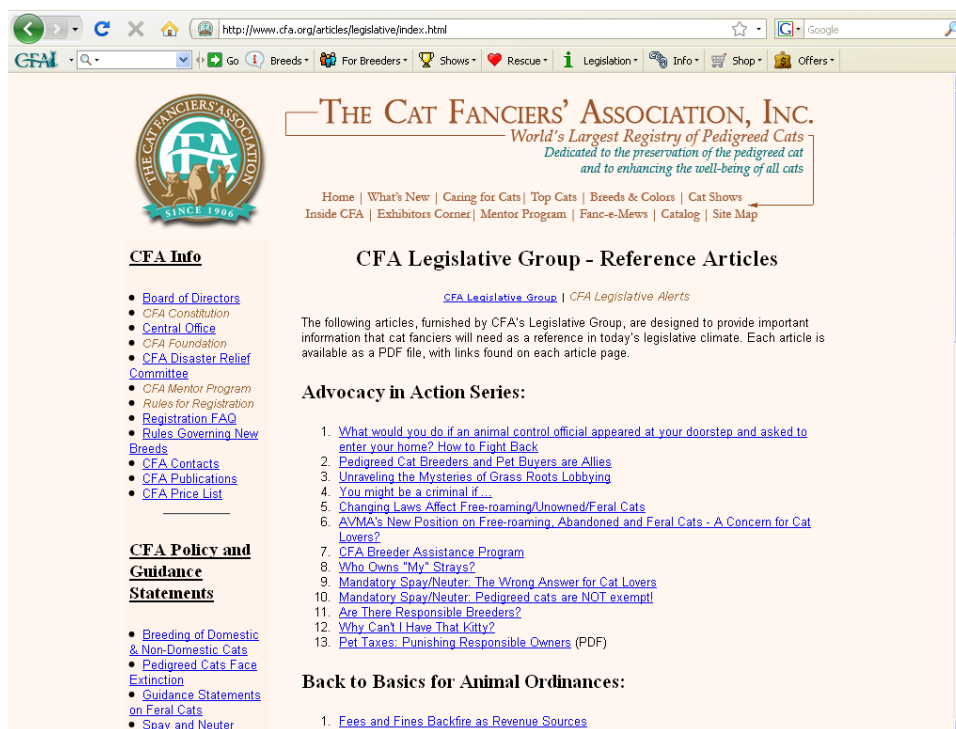 http://www.cfa.org/articles/legislative/index.html
Google
CFA
Go
Breeds
For Breeders
Shows
Rescue
Legislation
Info
Shop
Offers
THE CAT FANCIERS' ASSOCIATION
CFA
SINCE 1906
THE CAT FANCIERS' ASSOCIATION, INC.
World's Largest Registry of Pedigreed Cats
Dedicated to the preservation of the pedigreed cat
and to enhancing the well-being of all cats
Home | What's New | Caring for Cats | Top Cats | Breeds & Colors | Cat Shows
Inside CFA | Exhibitors Corner | Mentor Program | Fanc-e-Mews | Catalog | Site Map
CFA Info
Board of Directors
CFA Constitution
Central Office
CFA Foundation
CFA Disaster Relief
Committee
CFA Mentor Program
Rules for Registration
Registration FAQ
Rules Governing New
Breeds
CFA Contacts
CFA Publications
CFA Price List
CFA Policy and
Guidance
Statements
Breeding of Domestic
& Non-Domestic Cats
Pedigreed Cats Face
Extinction
Guidance Statements
on Feral Cats
Spay and Neuter
CFA Legislative Group - Reference Articles
CFA Legislative Group | CFA Legislative Alerts
The following articles, furnished by CFA's Legislative Group, are designed to provide important
information that cat fanciers will need as a reference in today's legislative climate. Each article is
available as a PDF file, with links found on each article page.
Advocacy in Action Series:
1. What would you do if an animal control official appeared at your doorstep and asked to
enter your home? How to Fight Back
2. Pedigreed Cat Breeders and Pet Buyers are Allies
3. Unraveling the Mysteries of Grass Roots Lobbying
4. You might be a criminal if ...
5. Changing Laws Affect Free-roaming/Unowned/Feral Cats
6. AVMA's New Position on Free-roaming, Abandoned and Feral Cats - A Concern for Cat
Lovers?
7. CFA Breeder Assistance Program
8. Who Owns "My" Strays?
9. Mandatory Spay/Neuter: The Wrong Answer for Cat Lovers
10. Mandatory Spay/Neuter: Pedigreed cats are NOT exempt!
11. Are There Responsible Breeders?
12. Why Can't I Have That Kitty?
13. Pet Taxes: Punishing Responsible Owners (PDF)
Back to Basics for Animal Ordinances:
1. Fees and Fines Backfire as Revenue Sources